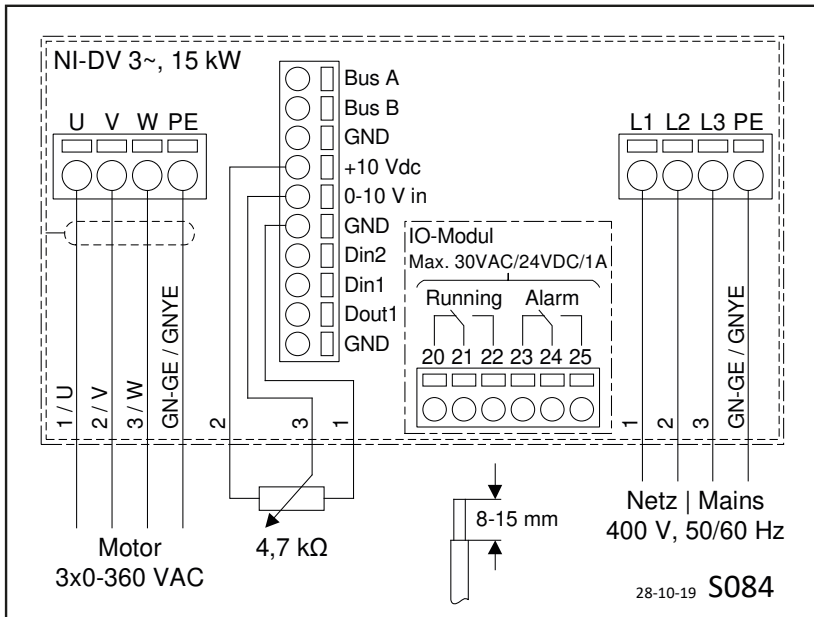 NI-DV 3~, 15 kW
U V W PE
Bus A
Bus B
GND
+10 Vdc
0-10 V in
GND
Din2
Din1
Dout1
GND
L1 L2 L3 PE
IO-Modul
Max. 30VAC/24VDC/1A
Running Alarm
20 21 22 23 24 25
1 / U
2 / V
3 / W
GN-GE / GNYE
2
3
1
1
2
3
GN-GE / GNYE
4,7 kΩ
8-15 mm
Motor
3x0-360 VAC
Netz | Mains
400 V, 50/60 Hz
28-10-19 S084